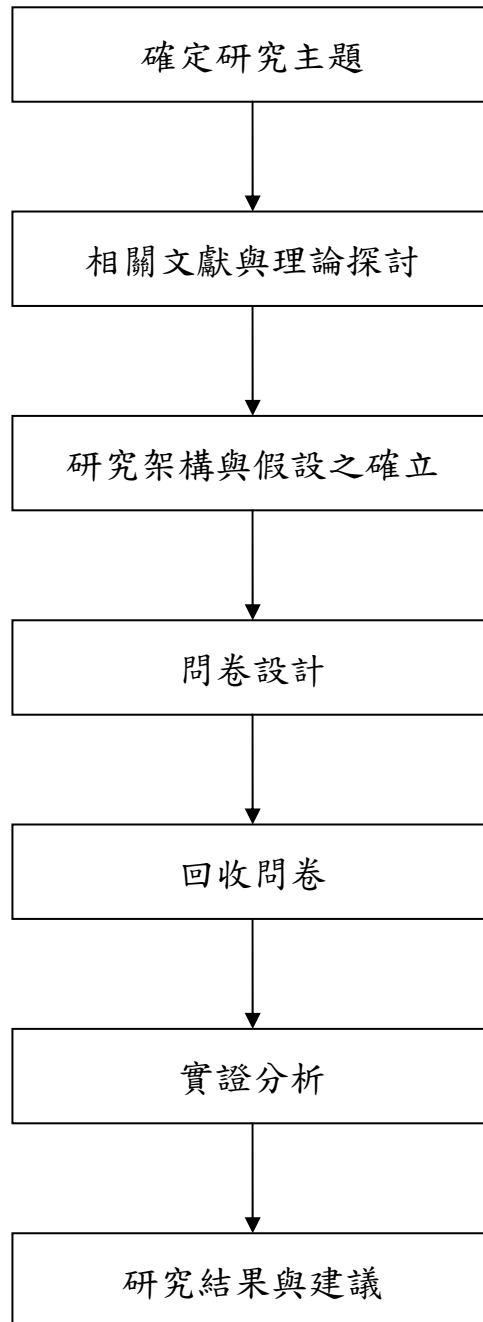 確定研究主題
相關文獻與理論探討
研究架構與假設之確立
問卷設計
回收問卷
實證分析
研究結果與建議